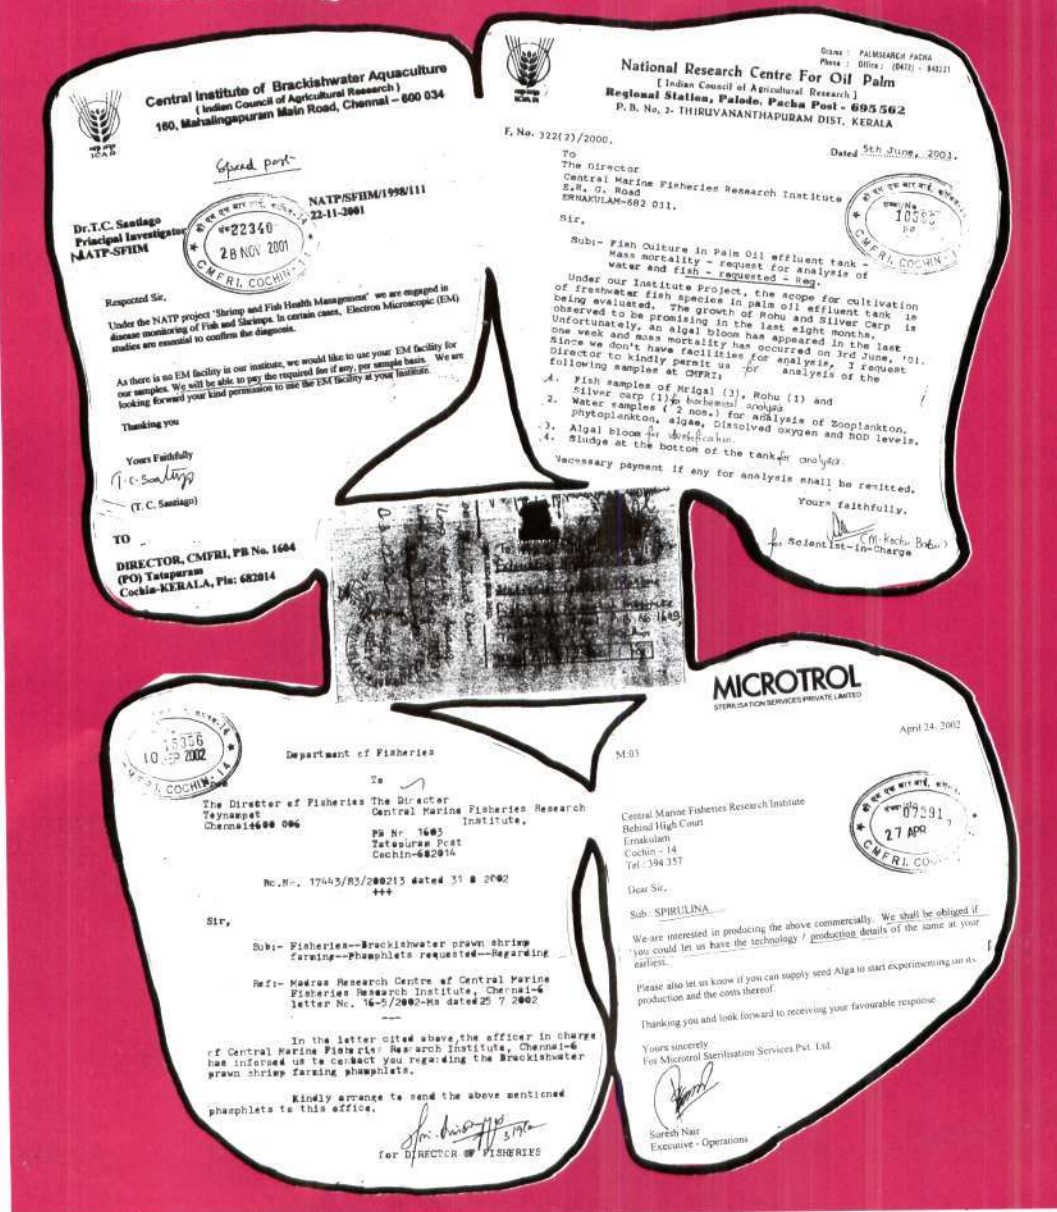 Central Institute of Brackishwater Aquaculture
( Indian Council of Agricultural Research )
160, Mahalingapuram Main Road, Chennai – 600 034
ICAR
Speed post
Dr.T.C. Santiago
Principal Investigator
NATP-SFHM
NATP/SFHM/1998/111
22-11-2001
22340
28 NOV 2001
CMFRI, COCHIN - 14
Respected Sir,
Under the NATP project 'Shrimp and Fish Health Management' we are engaged in
disease monitoring of Fish and Shrimps. In certain cases, Electron Microscopic (EM)
studies are essential to confirm the diagnosis.
As there is no EM facility in our institute, we would like to use your EM facility for
our samples. We will be able to pay the required fee if any, per sample basis. We are
looking forward your kind permission to use the EM facility at your Institute.
Thanking you
Yours Faithfully
(T. C. Santiago)
TO
DIRECTOR, CMFRI, PB No. 1604
(PO) Tatapuram
Cochin-KERALA, Pin: 682014
Grams : PALMSEARCH PACHA
Phone : Office :
National Research Centre For Oil Palm
[ Indian Council of Agricultural Research ]
Regional Station, Palode, Pacha Post - 695 562
P. B. No, 2- THIRUVANANTHAPURAM DIST, KERALA
F. No. 322(2)/2000.
Dated 5th June, 2001.
To
The Director
Central Marine Fisheries Research Institute
E.R. G. Road
ERNAKULAM-682 031.
CMFRI, COCHIN
Sir,
Sub:- Fish Culture in Palm Oil effluent tank -
Mass mortality - request for analysis of
water and fish - requested - Reg.
Under our Institute Project, the scope for cultivation
of freshwater fish species in palm oil effluent tank is
being evaluated. The growth of Rohu and Silver Carp is
observed to be promising in the last eight months.
Unfortunately, an algal bloom has appeared in the last
one week and mass mortality has occurred on 3rd June, '01.
Since we don't have facilities for analysis, I request
Director to kindly permit us for analysis of the
following samples at CMFRI;
1. Fish samples of Mrigal (3), Rohu (1) and
Silver carp (1) for biochemical analysis
2. Water samples ( 2 nos.) for analysis of Zooplankton,
phytoplankton, algae, Dissolved oxygen and BOD levels.
3. Algal bloom for identification.
4. Sludge at the bottom of the tank for analysis.
Necessary payment if any for analysis shall be remitted.
Yours faithfully,
(M. Kochu Babu)
for Scientist-in-Charge
10 SEP 2002
COCHIN - 14
Department of Fisheries
To
The Director of Fisheries
Teynampet
Chennai+600 006
The Director
Central Marine Fisheries Research
Institute,
PB Nr 1603
Tatapuram Post
Cochin-682014
Rc.Nr. 17443/R3/200213 dated 31 8 2002
+++
Sir,
Sub:- Fisheries--Brackishwater prawn shrimp
farming--Phamphlets requested--Regarding
Ref:- Madras Research Centre of Central Marine
Fisheries Research Institute, Chennai-6
letter Nc. 16-5/2002-Ms dated 25 7 2002
In the letter cited above, the officer in charge
of Central Marine Fisheries Research Institute, Chennai-6
has informed us to contact you regarding the Brackishwater
prawn shrimp farming phamphlets.
Kindly arrange to send the above mentioned
phamphlets to this office.
for DIRECTOR OF FISHERIES
MICROTROL
STERILISATION SERVICES PRIVATE LIMITED
April 24, 2002
M:03
Central Marine Fisheries Research Institute
Behind High Court
Ernakulam
Cochin – 14
Tel : 394 357
07291
27 APR
CMFRI, CO
Dear Sir,
Sub: SPIRULINA
We are interested in producing the above commercially. We shall be obliged if
you could let us have the technology / production details of the same at your
earliest.
Please also let us know if you can supply seed Alga to start experimenting on its
production and the costs thereof.
Thanking you and look forward to receiving your favourable response.
Yours sincerely
For Microtrol Sterilisation Services Pvt. Ltd.
Suresh Nair
Executive - Operations